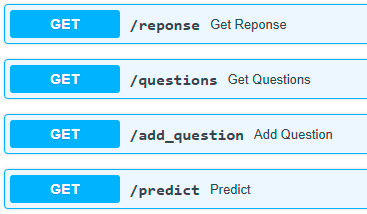 GET /reponse Get Reponse
GET /questions Get Questions
GET /add_question Add Question
GET /predict Predict